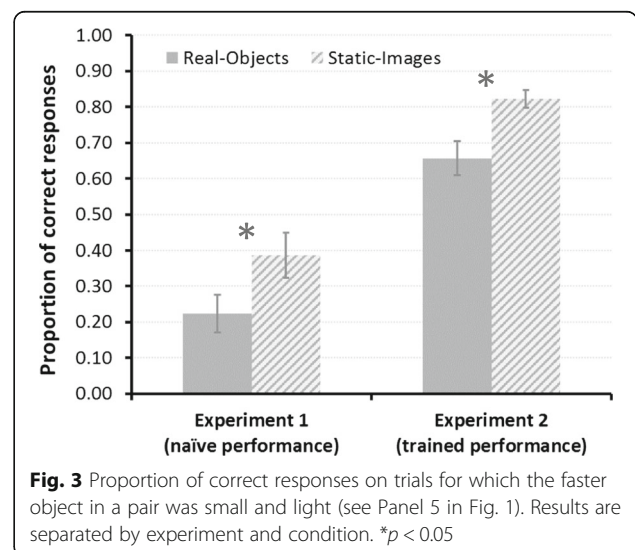 1.00
Real-Objects Static-Images
0.90
0.80
0.70
0.60
0.50
0.40
0.30
0.20
0.10
0.00
Proportion of correct responses
*
*
Experiment 1
(naïve performance)
Experiment 2
(trained performance)
Fig. 3 Proportion of correct responses on trials for which the faster
object in a pair was small and light (see Panel 5 in Fig. 1). Results are
separated by experiment and condition. *p < 0.05